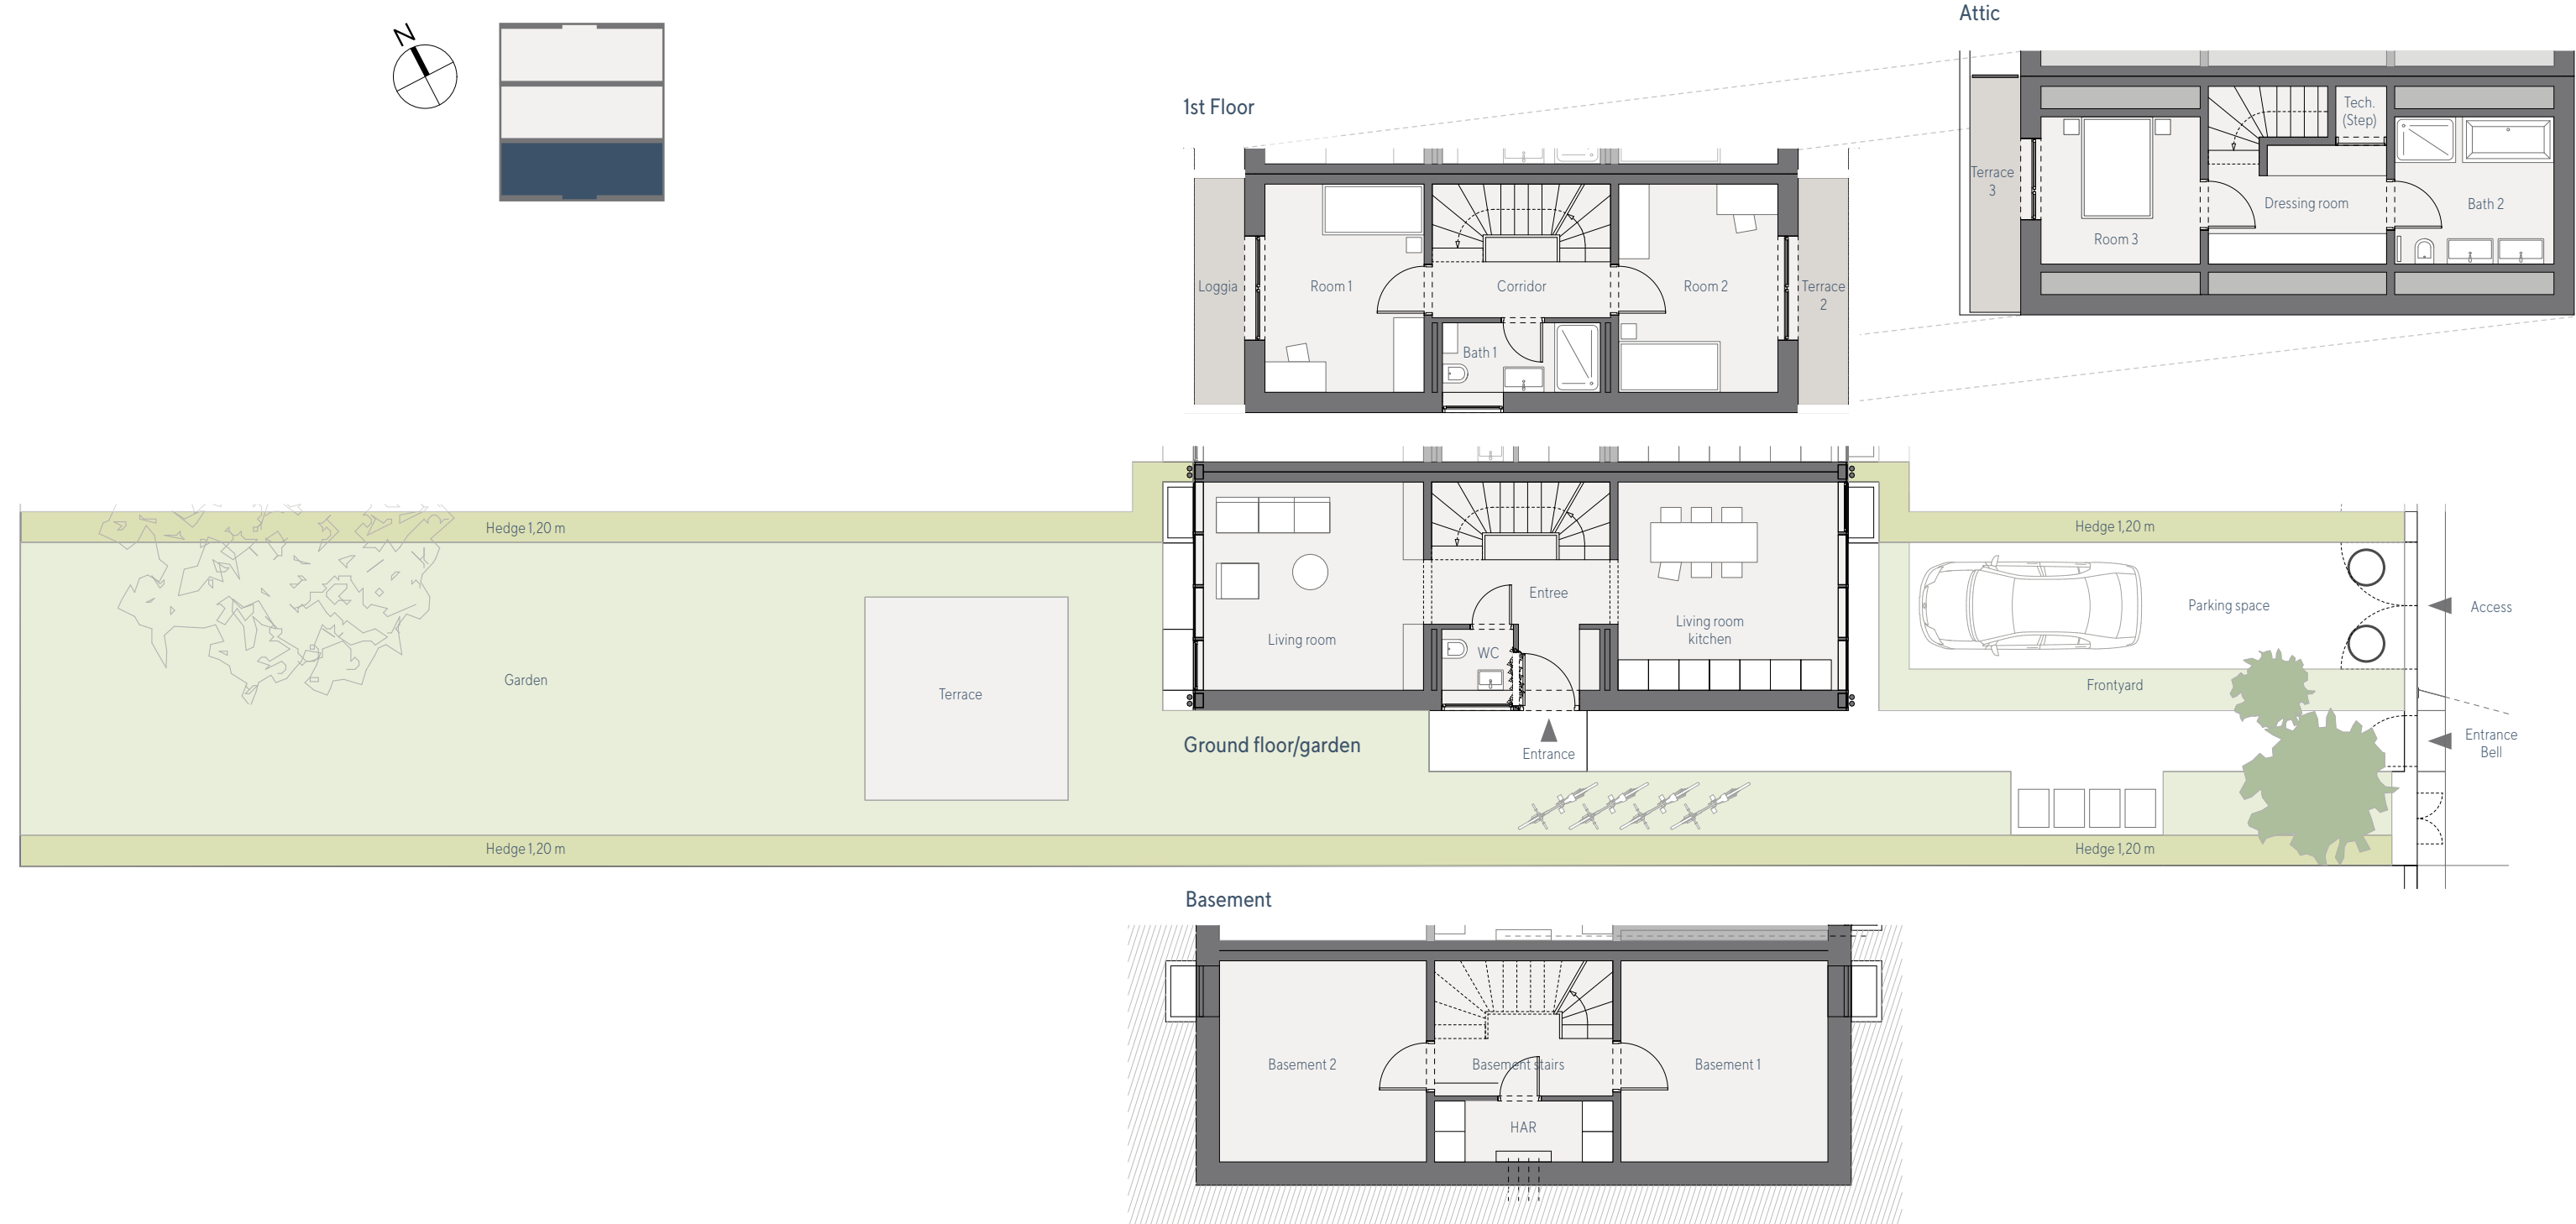 Attic
N
1st Floor
Tech.
(Step)
Terrace
3
Dressing room
Bath 2
Room 3
Loggia
Room 1
Corridor
Room 2
Terrace
2
Bath 1
Hedge 1,20 m
Hedge 1,20 m
Entree
Parking space
Access
Living room
Living room
kitchen
WC
Garden
Terrace
Frontyard
Ground floor/garden
Entrance
Entrance
Bell
Hedge 1,20 m
Hedge 1,20 m
Basement
Basement 2
Basement stairs
Basement 1
HAR